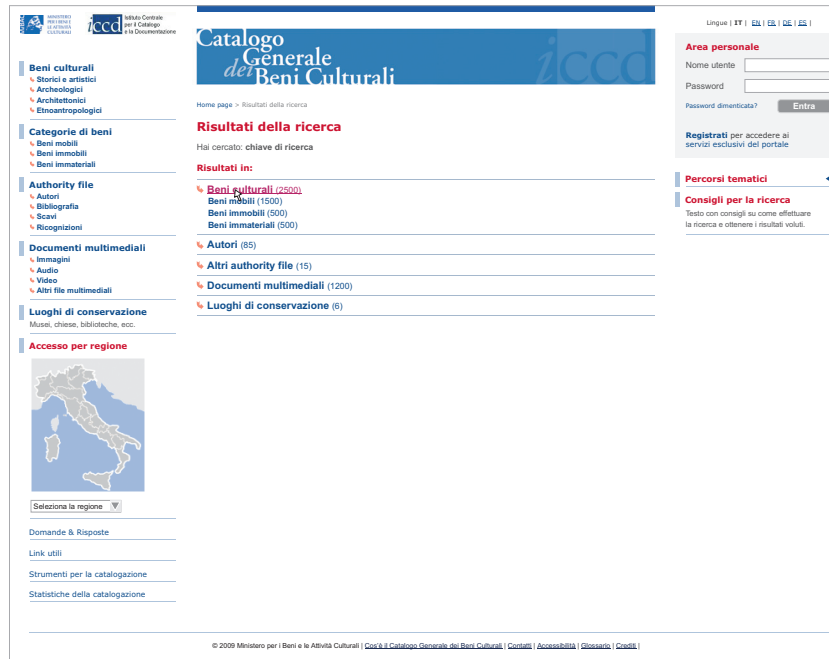 MINISTERO
PER I BENI E
LE ATTIVITÀ
CULTURALI
iccd
Istituto Centrale
per il Catalogo
e la Documentazione
Beni culturali
Storici e artistici
Archeologici
Architettonici
Etnoantropologici
Categorie di beni
Beni mobili
Beni immobili
Beni immateriali
Authority file
Autori
Bibliografia
Scavi
Ricognizioni
Documenti multimediali
Immagini
Audio
Video
Altri file multimediali
Luoghi di conservazione
Musei, chiese, biblioteche, ecc.
Accesso per regione
Seleziona la regione
Domande & Risposte
Link utili
Strumenti per la catalogazione
Statistiche della catalogazione
Catalogo
Generale
dei Beni Culturali
iccd
Home page > Risultati della ricerca
Risultati della ricerca
Hai cercato: chiave di ricerca
Risultati in:
Beni culturali (2500)
Beni mobili (1500)
Beni immobili (500)
Beni immateriali (500)
Autori (85)
Altri authority file (15)
Documenti multimediali (1200)
Luoghi di conservazione (6)
Lingue | IT | EN | FR | DE | ES |
Area personale
Nome utente
Password
Password dimenticata? Entra
Registrati per accedere ai
servizi esclusivi del portale
Percorsi tematici
Consigli per la ricerca
Testo con consigli su come effettuare
la ricerca e ottenere i risultati voluti.
© 2009 Ministero per i Beni e le Attività Culturali | Cos'è il Catalogo Generale dei Beni Culturali | Contatti | Accessibilità | Glossario | Crediti |